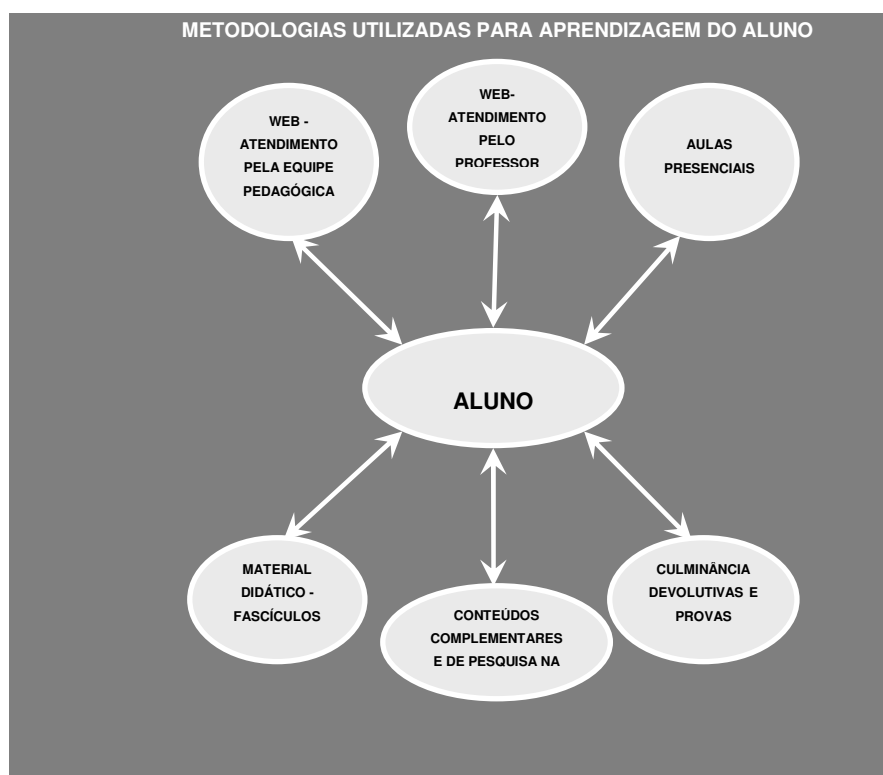 METODOLOGIAS UTILIZADAS PARA APRENDIZAGEM DO ALUNO
WEB -
ATENDIMENTO
PELA EQUIPE
PEDAGÓGICA
WEB-
ATENDIMENTO
PELO
PROFESSOR
AULAS
PRESENCIAIS
ALUNO
MATERIAL
DIDÁTICO -
FASCÍCULOS
CONTEÚDOS
COMPLEMENTARES
E DE PESQUISA NA
CULMINÂNCIA
DEVOLUTIVAS E
PROVAS